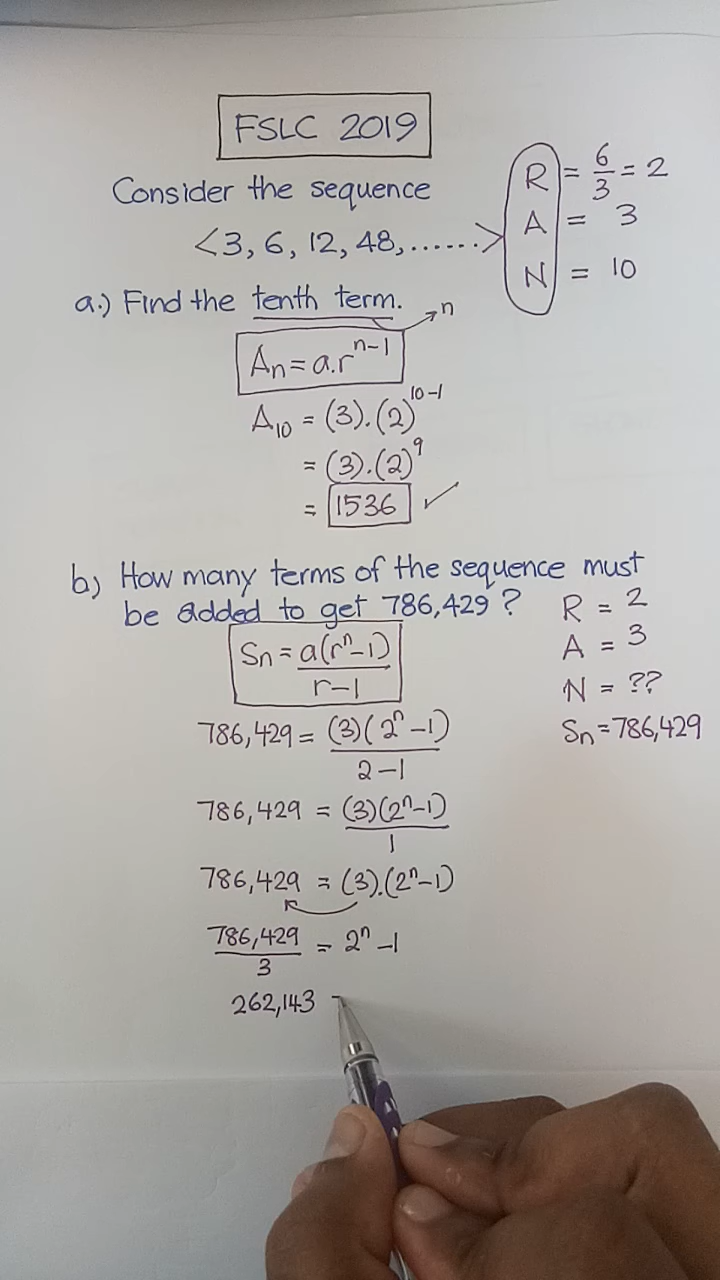 FSLC 2019
Consider the sequence
<3, 6, 12, 48, ......>
R = 6/3 = 2
A = 3
N = 10
a.) Find the tenth term.
n
An = a.r^n-1
A10 = (3).(2)^10-1
= (3).(2)^9
= 1536 ✓
b) How many terms of the sequence must
be added to get 786,429 ?
R = 2
A = 3
N = ??
Sn = 786,429
Sn = a(r^n-1)/r-1
786,429 = (3)(2^n-1)/2-1
786,429 = (3)(2^n-1)/1
786,429 = (3).(2^n-1)
786,429/3 = 2^n-1
262,143